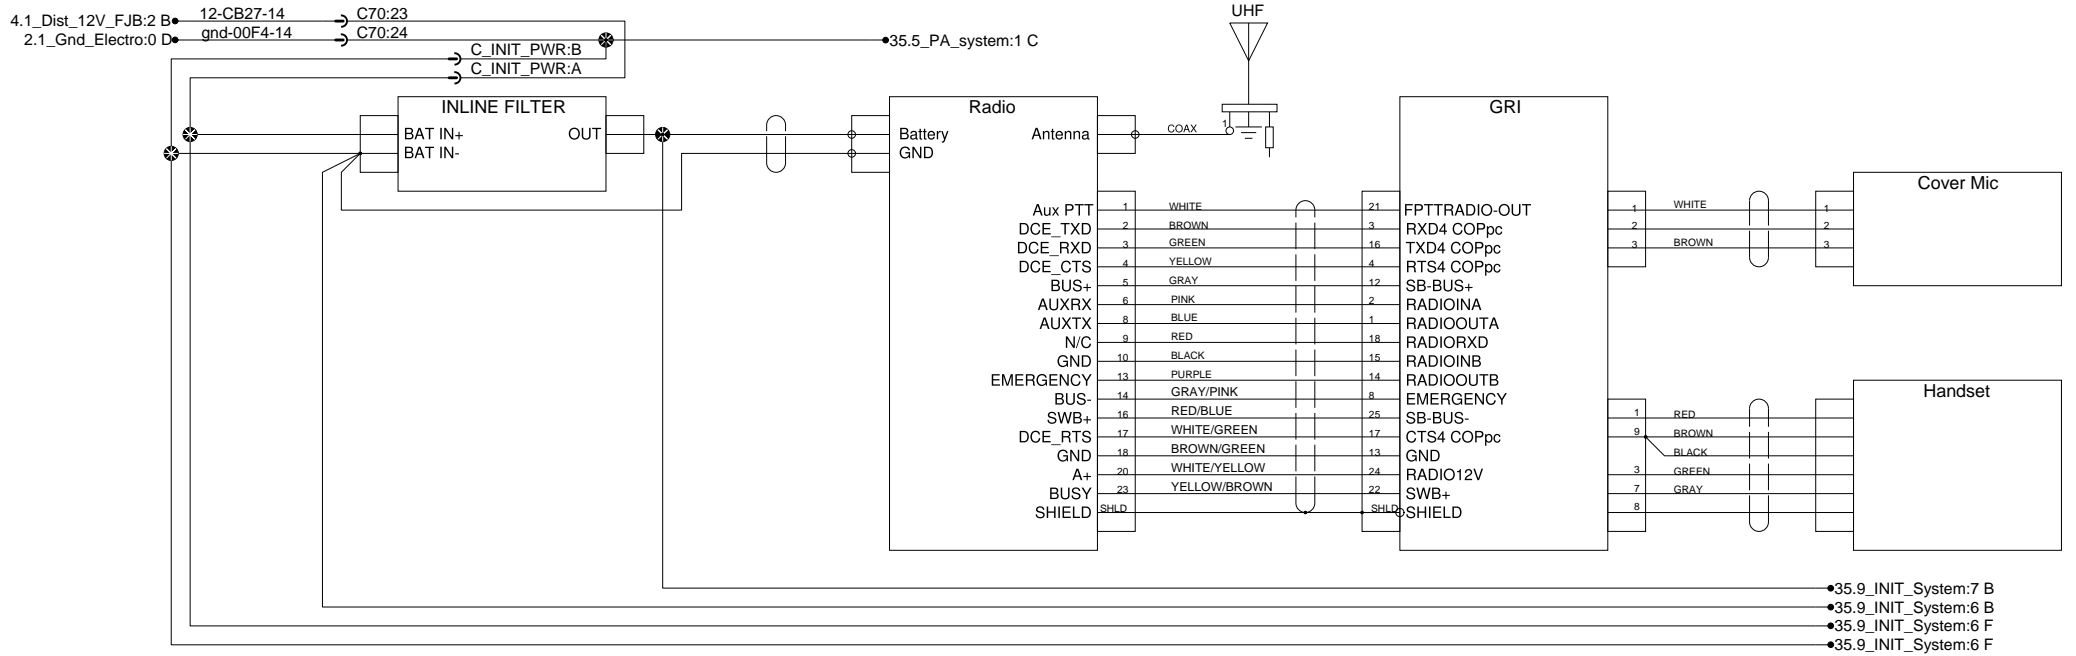 UHF
4.1_Dist_12V_FJB:2 B 12-CB27-14 C70:23
2.1_Gnd_Electro:0 D gnd-00F4-14 C70:24 35.5_PA_system:1 C
C_INIT_PWR:B
C_INIT_PWR:A
INLINE FILTER
BAT IN+ OUT
BAT IN-
Radio
Battery Antenna COAX 1
GND
GRI
Aux PTT 1 WHITE 21 FPTTRADIO-OUT
DCE_TXD 2 BROWN 3 RXD4 COPpc
DCE_RXD 3 GREEN 16 TXD4 COPpc
DCE_CTS 4 YELLOW 4 RTS4 COPpc
BUS+ 5 GRAY 12 SB-BUS+
AUXRX 6 PINK 2 RADIOINA
AUXTX 8 BLUE 1 RADIOOUTA
N/C 9 RED 18 RADIORXD
GND 10 BLACK 15 RADIOINB
EMERGENCY 13 PURPLE 14 RADIOOUTB
BUS- 14 GRAY/PINK 8 EMERGENCY
SWB+ 16 RED/BLUE 25 SB-BUS-
DCE_RTS 17 WHITE/GREEN 17 CTS4 COPpc
GND 18 BROWN/GREEN 13 GND
A+ 20 WHITE/YELLOW 24 RADIO12V
BUSY 23 YELLOW/BROWN 22 SWB+
SHIELD SHLD SHLD SHIELD
Cover Mic
1 WHITE 1
2 2
3 BROWN 3
Handset
1 RED
9 BROWN
BLACK
3 GREEN
7 GRAY
8
35.9_INIT_System:7 B
35.9_INIT_System:6 B
35.9_INIT_System:6 F
35.9_INIT_System:6 F